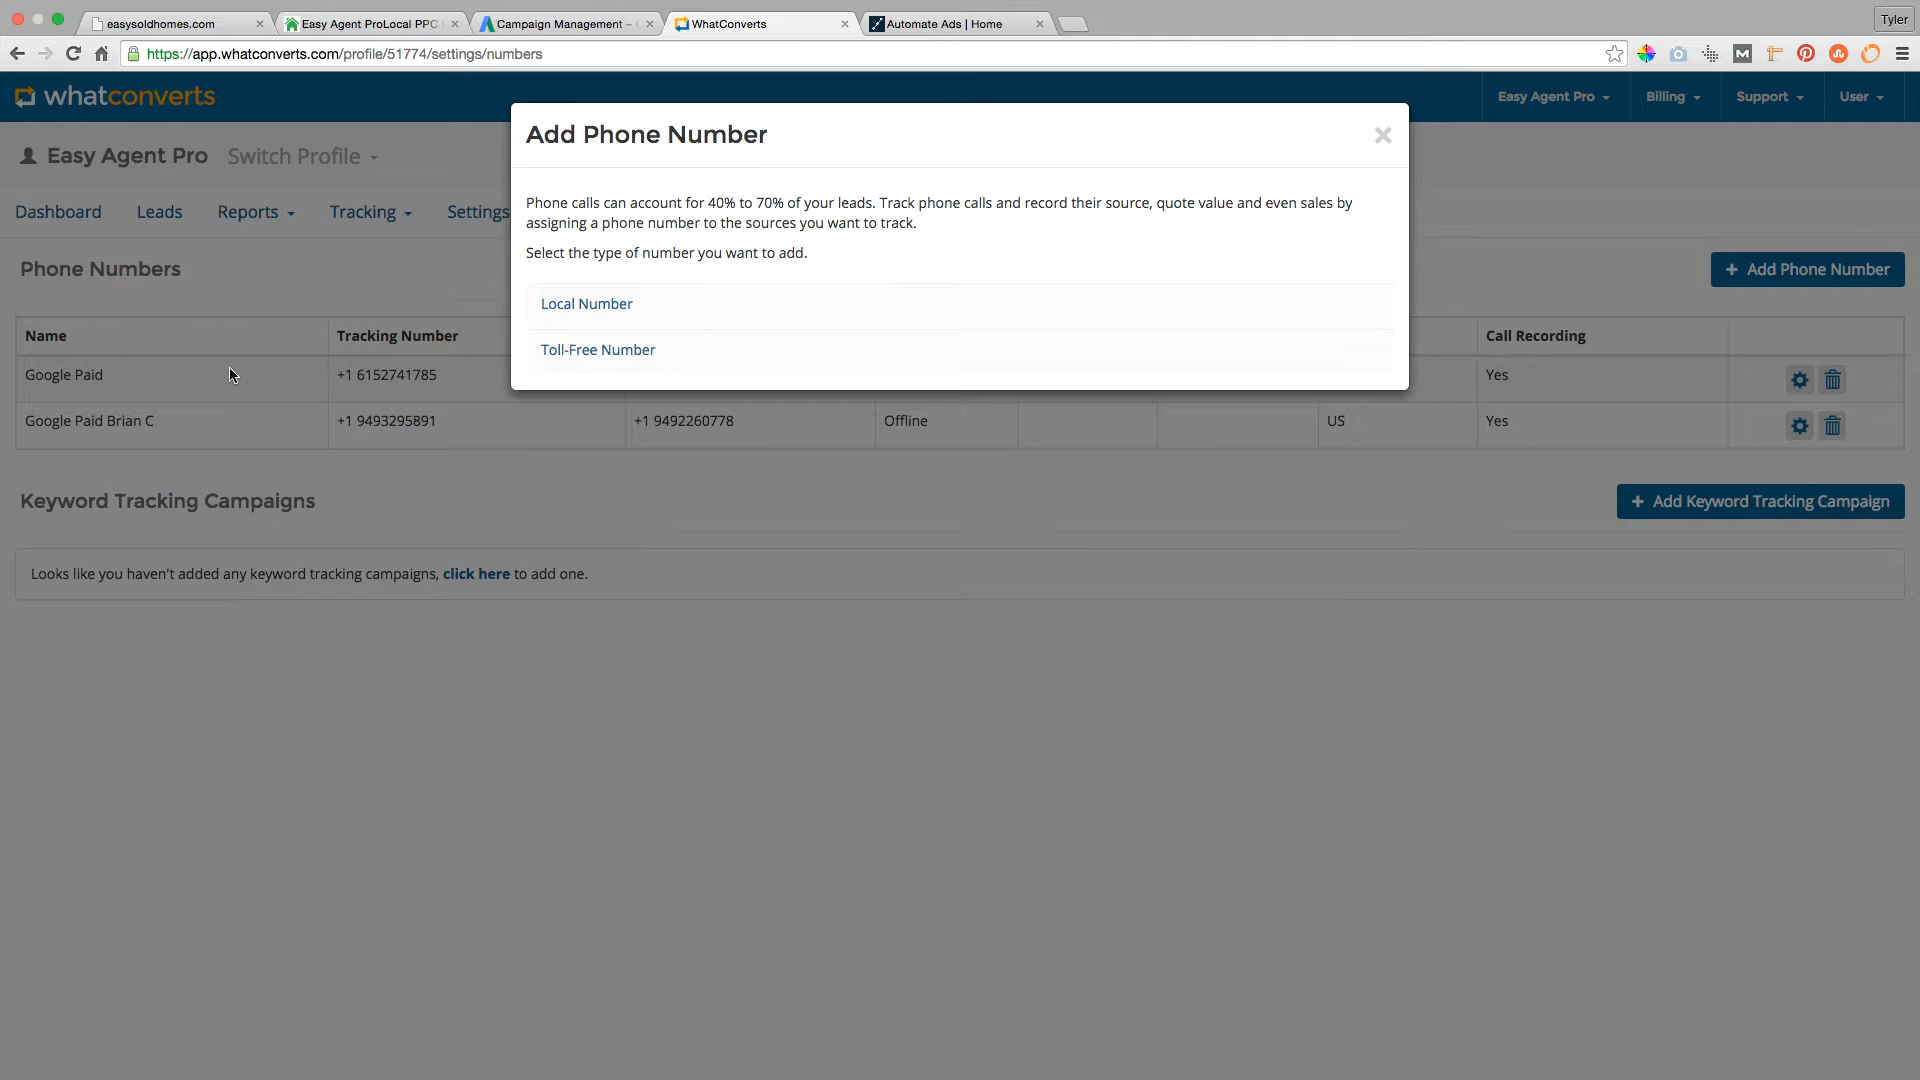 easysoldhomes.com
Easy Agent ProLocal PPC
Campaign Management –
WhatConverts
Automate Ads | Home
Tyler
https://app.whatconverts.com/profile/51774/settings/numbers
M
whatconverts
Easy Agent Pro
Billing
Support
User
Easy Agent Pro
Switch Profile
Dashboard
Leads
Reports
Tracking
Settings
Add Phone Number
×
Phone calls can account for 40% to 70% of your leads. Track phone calls and record their source, quote value and even sales by
assigning a phone number to the sources you want to track.
Select the type of number you want to add.
Local Number
Toll-Free Number
Phone Numbers
+ Add Phone Number
Name
Tracking Number
Call Recording
Google Paid
+1 6152741785
Yes
Google Paid Brian C
+1 9493295891
+1 9492260778
Offline
US
Yes
Keyword Tracking Campaigns
+ Add Keyword Tracking Campaign
Looks like you haven't added any keyword tracking campaigns, click here to add one.